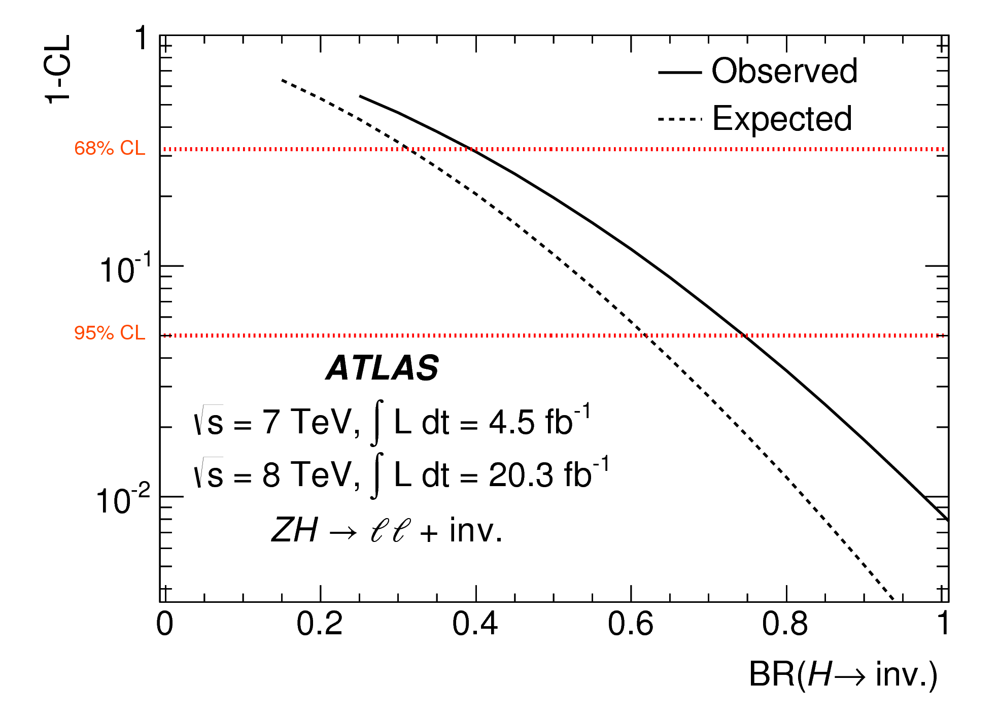 1-CL
1
10⁻¹
10⁻²
68% CL
95% CL
Observed
Expected
ATLAS
√s = 7 TeV, ∫ L dt = 4.5 fb⁻¹
√s = 8 TeV, ∫ L dt = 20.3 fb⁻¹
ZH → ℓℓ + inv.
0 0.2 0.4 0.6 0.8 1
BR(H→ inv.)